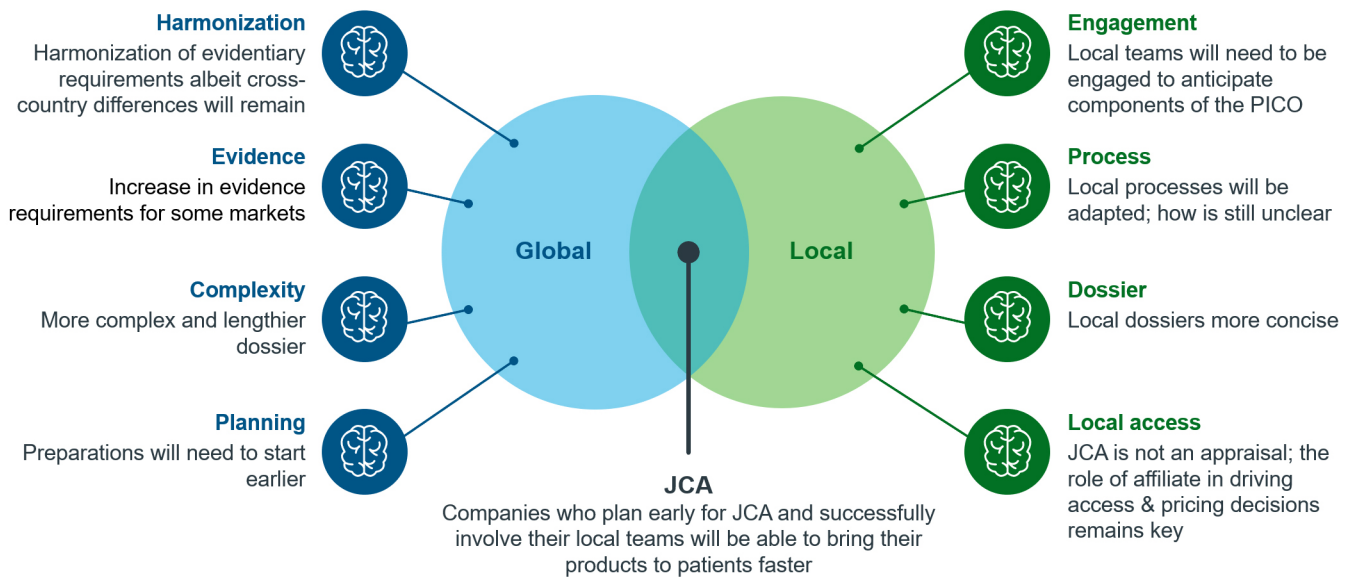 Harmonization
Harmonization of evidentiary
requirements albeit cross-
country differences will remain
Evidence
Increase in evidence
requirements for some markets
Complexity
More complex and lengthier
dossier
Planning
Preparations will need to start
earlier
Global
Local
JCA
Companies who plan early for JCA and successfully
involve their local teams will be able to bring their
products to patients faster
Engagement
Local teams will need to be
engaged to anticipate
components of the PICO
Process
Local processes will be
adapted; how is still unclear
Dossier
Local dossiers more concise
Local access
JCA is not an appraisal; the
role of affiliate in driving
access & pricing decisions
remains key